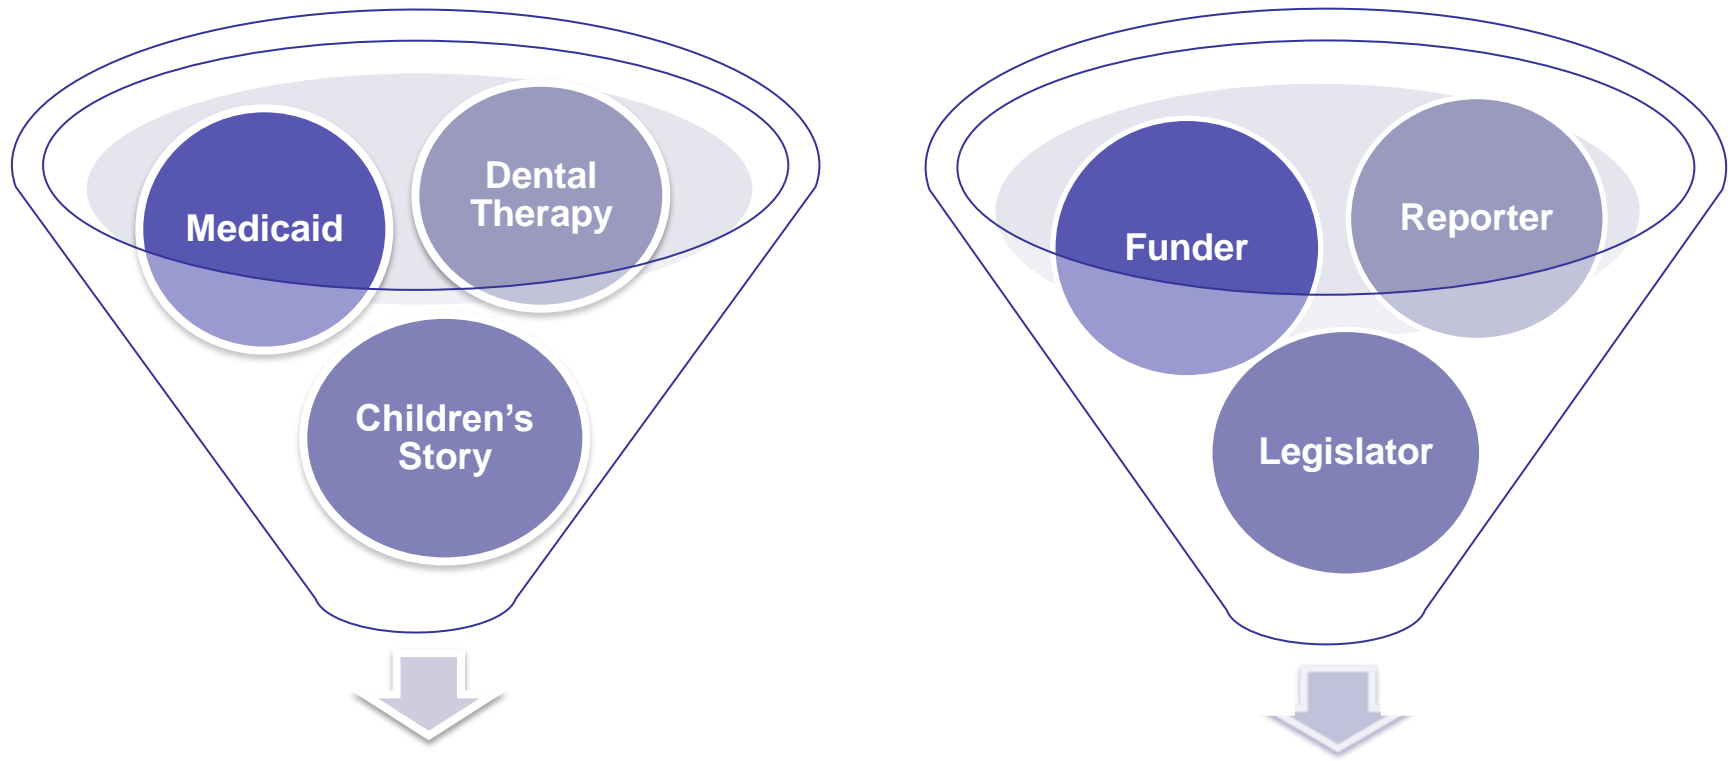 Medicaid
Dental
Therapy
Children’s
Story
Funder
Reporter
Legislator